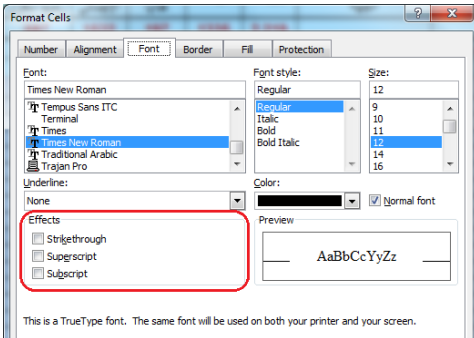 Format Cells
Number Alignment Font Border Fill Protection
Font: Font style: Size:
Times New Roman Regular 12
Tempus Sans ITC Regular 9
Terminal Italic 10
Times Bold 11
Times New Roman Bold Italic 12
Traditional Arabic 14
Trajan Pro 16
Underline: Color:
None Normal font
Effects Preview
Strikethrough
Superscript AaBbCcYyZz
Subscript
This is a TrueType font. The same font will be used on both your printer and your screen.